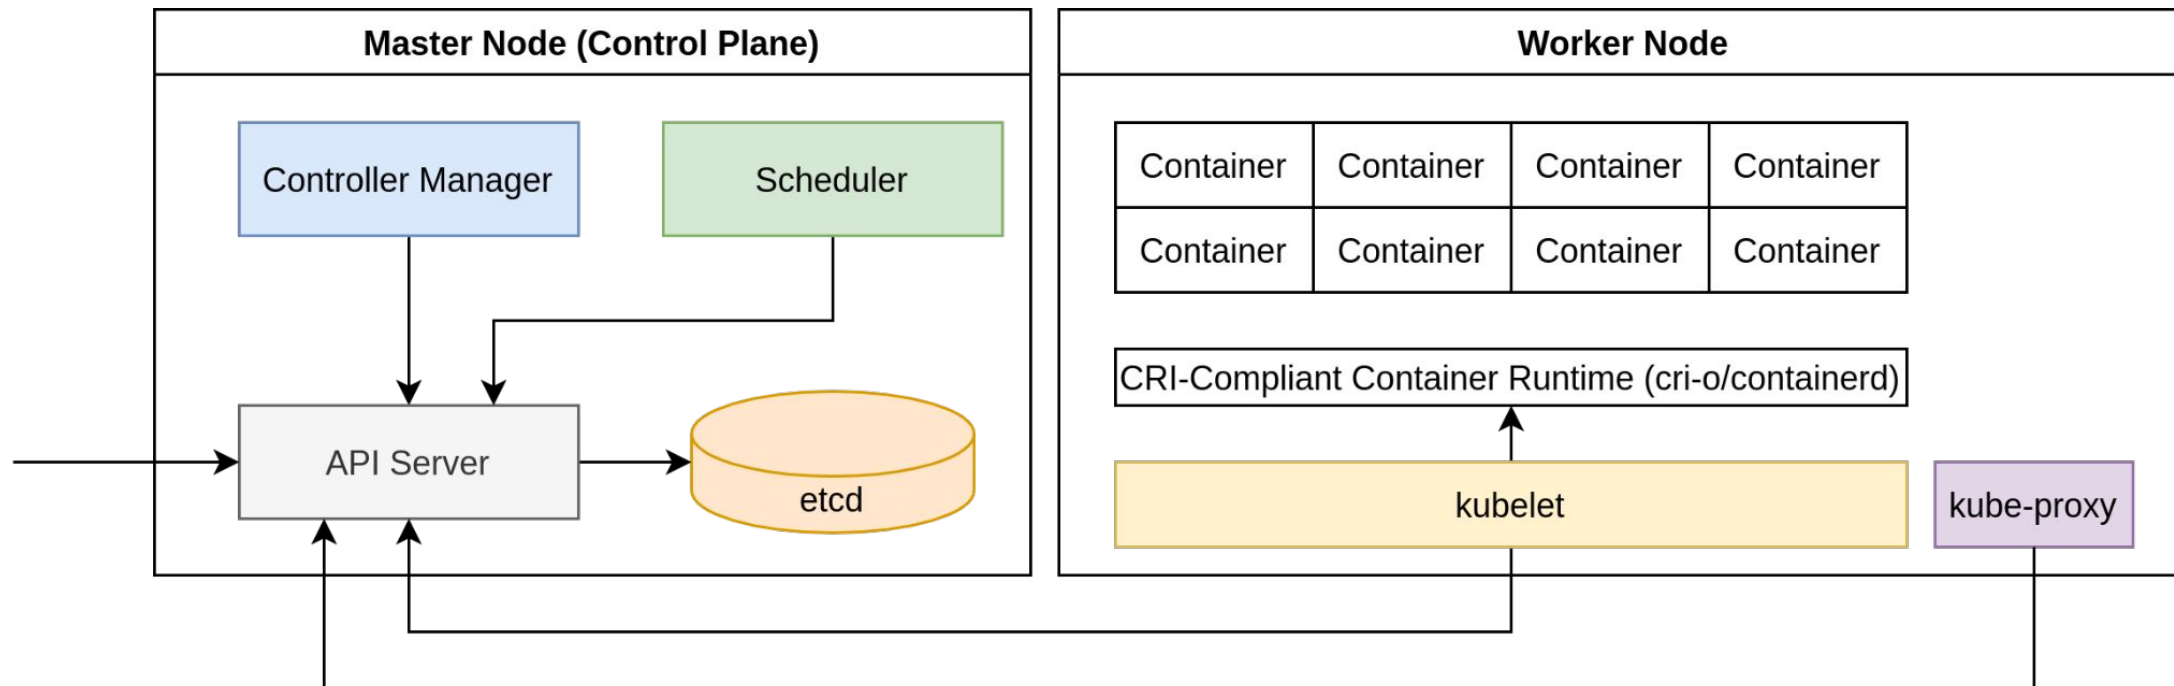 Master Node (Control Plane)
Controller Manager
Scheduler
API Server
etcd
Worker Node
Container Container Container Container
Container Container Container Container
CRI-Compliant Container Runtime (cri-o/containerd)
kubelet
kube-proxy